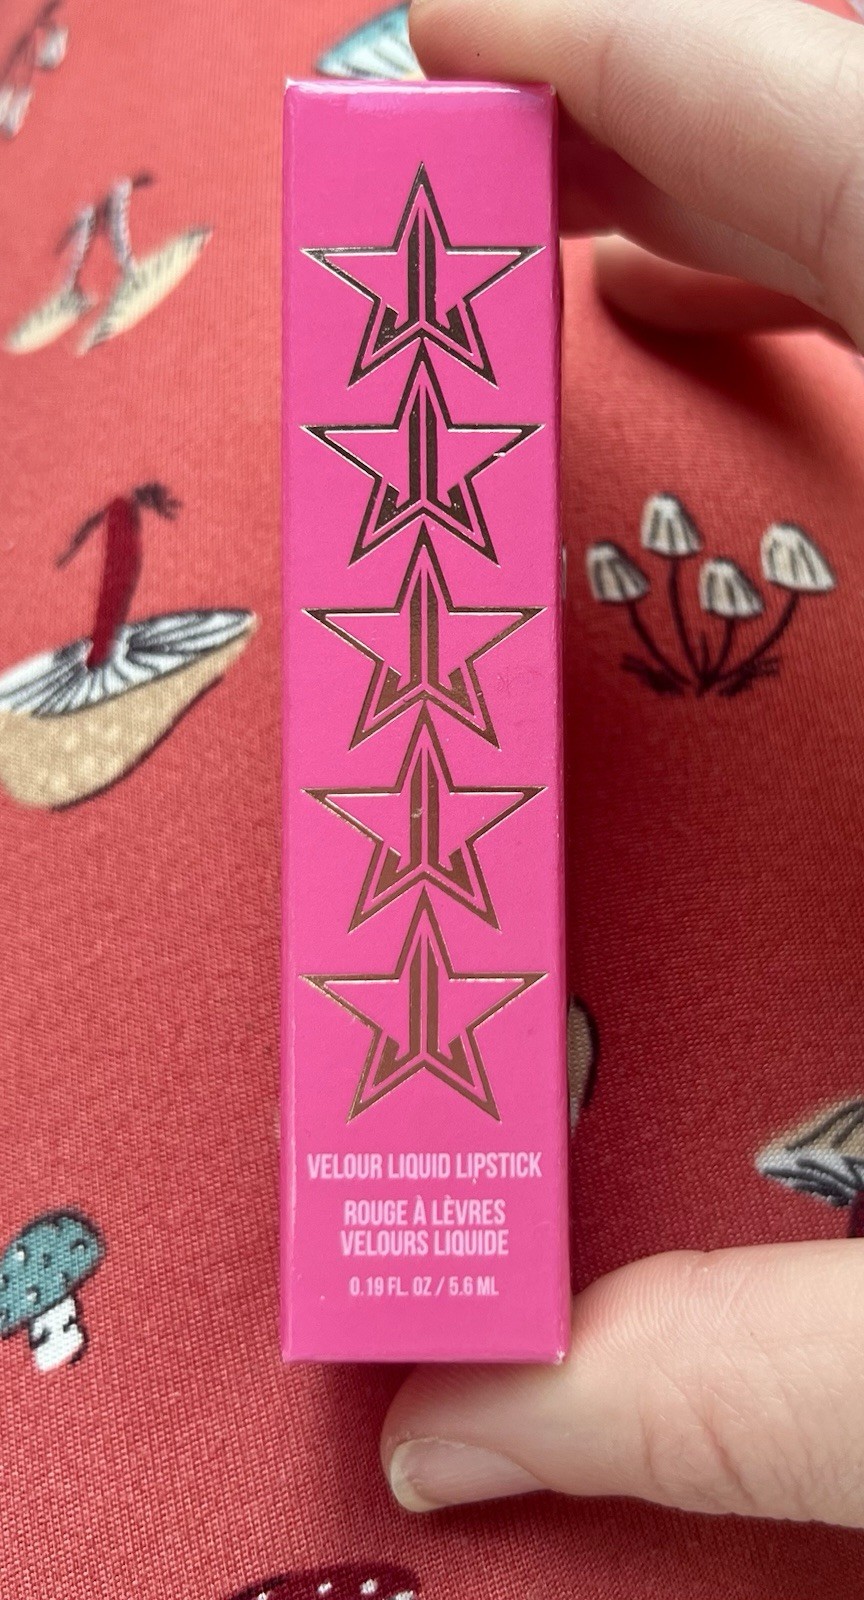 VELOUR LIQUID LIPSTICK
ROUGE À LÈVRES
VELOURS LIQUIDE
0.19 FL. OZ / 5.6 ML